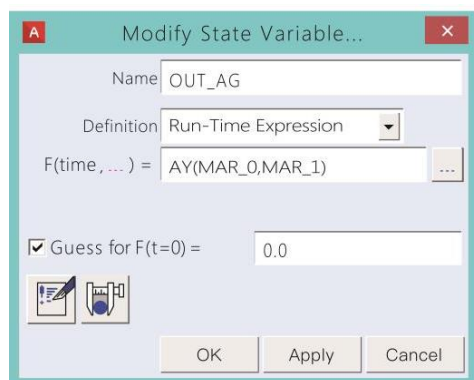 A Modify State Variable... ×
Name OUT_AG
Definition Run-Time Expression
F(time, ... ) = AY(MAR_0,MAR_1) ...
Guess for F(t=0) = 0.0
OK Apply Cancel